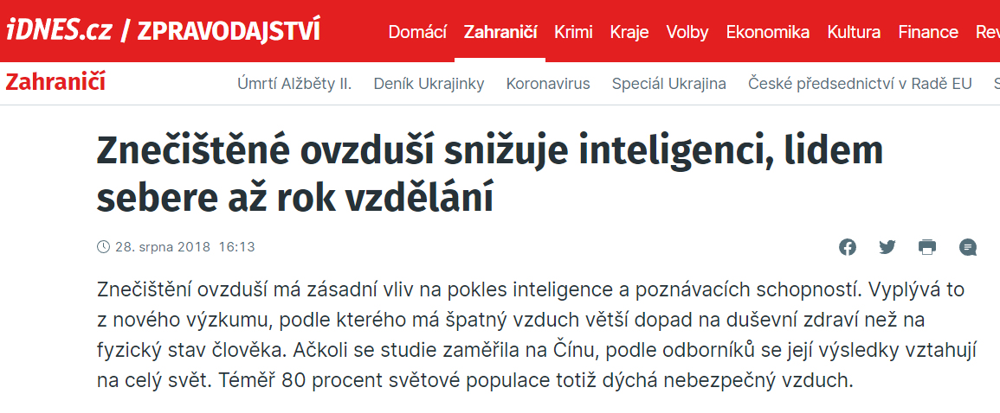 iDNES.cz / ZPRAVODAJSTVÍ Domácí Zahraničí Krimi Kraje Volby Ekonomika Kultura Finance Rev
Zahraničí Úmrtí Alžběty II. Deník Ukrajinky Koronavirus Speciál Ukrajina České předsednictví v Radě EU S
Znečištěné ovzduší snižuje inteligenci, lidem
sebere až rok vzdělání
28. srpna 2018 16:13
Znečištění ovzduší má zásadní vliv na pokles inteligence a poznávacích schopností. Vyplývá to
z nového výzkumu, podle kterého má špatný vzduch větší dopad na duševní zdraví než na
fyzický stav člověka. Ačkoli se studie zaměřila na Čínu, podle odborníků se její výsledky vztahují
na celý svět. Téměř 80 procent světové populace totiž dýchá nebezpečný vzduch.